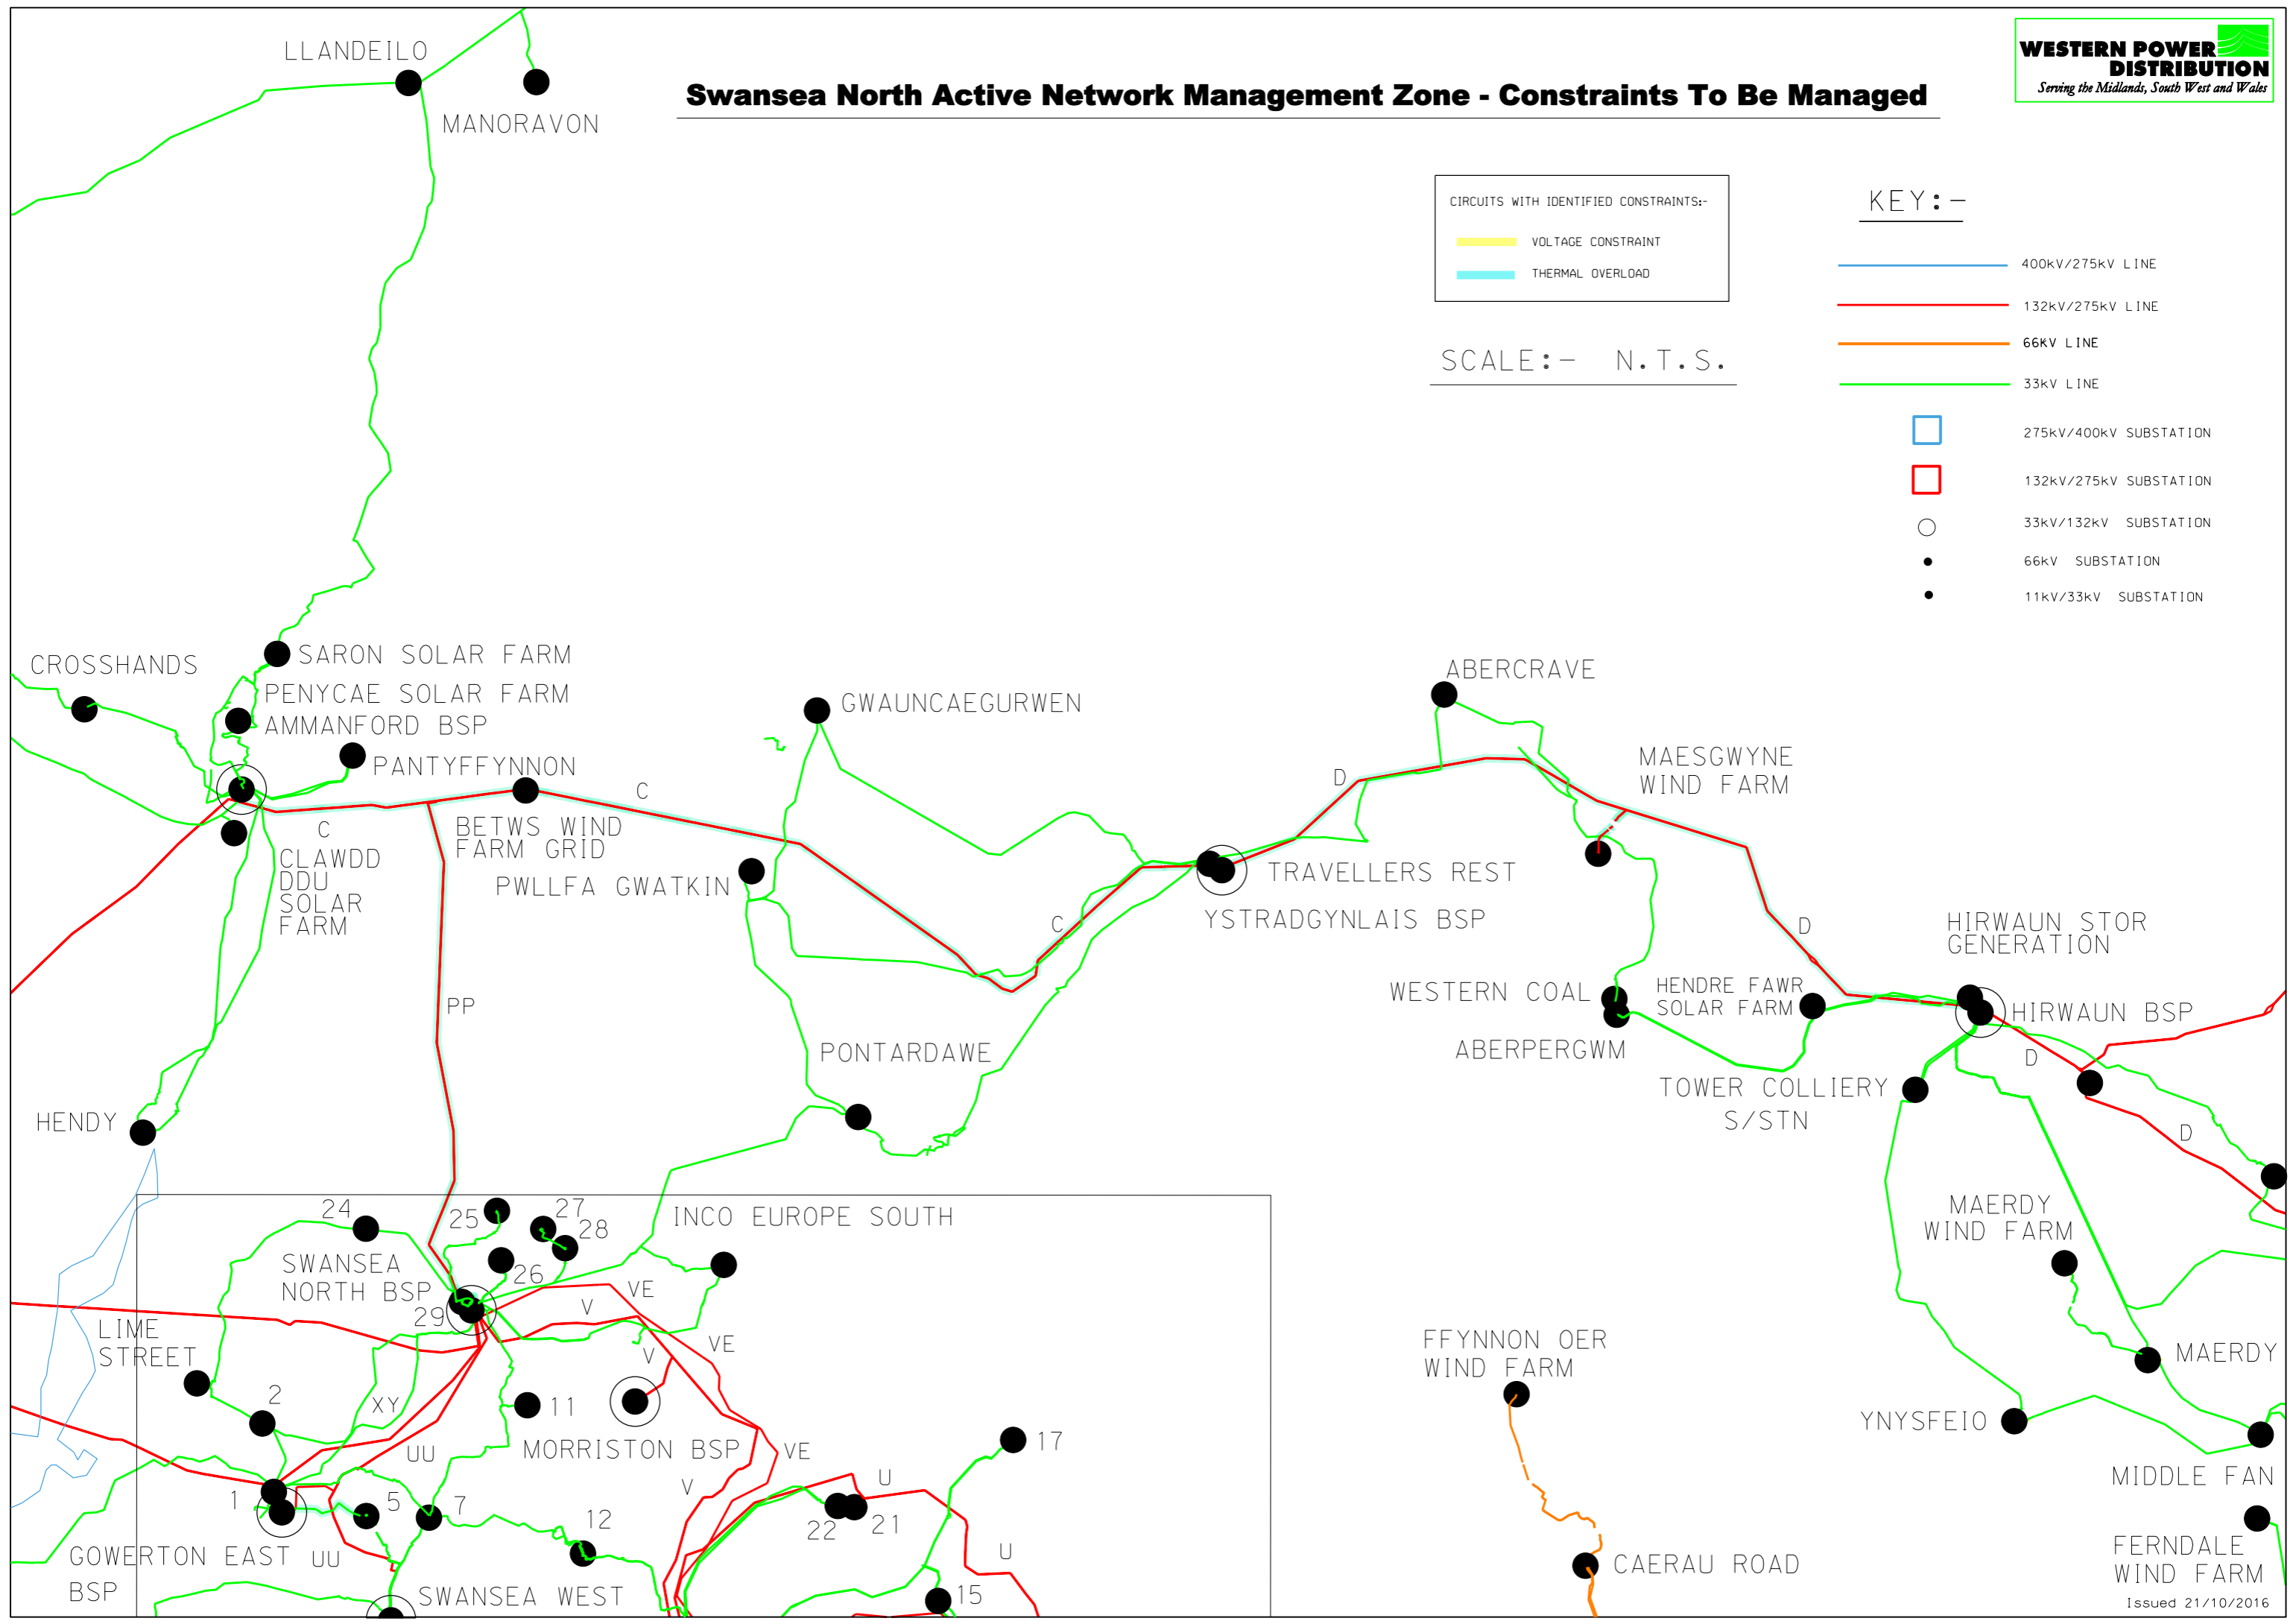 LLANDEILO
MANORAVON
Swansea North Active Network Management Zone - Constraints To Be Managed
WESTERN POWER
DISTRIBUTION
Serving the Midlands, South West and Wales
CIRCUITS WITH IDENTIFIED CONSTRAINTS:-
VOLTAGE CONSTRAINT
THERMAL OVERLOAD
SCALE:- N.T.S.
KEY:-
400kV/275kV LINE
132kV/275kV LINE
66KV LINE
33kV LINE
275kV/400kV SUBSTATION
132kV/275kV SUBSTATION
33kV/132kV SUBSTATION
66kV SUBSTATION
11kV/33kV SUBSTATION
CROSSHANDS
SARON SOLAR FARM
PENYCAE SOLAR FARM
AMMANFORD BSP
PANTYFFYNNON
C
BETWS WIND
FARM GRID
C
CLAWDD
DDU
SOLAR
FARM
GWAUNCAEGURWEN
PWLLFA GWATKIN
C
ABERCRAVE
D
MAESGWYNE
WIND FARM
TRAVELLERS REST
YSTRADGYNLAIS BSP
D
HIRWAUN STOR
GENERATION
WESTERN COAL
HENDRE FAWR
SOLAR FARM
HIRWAUN BSP
ABERPERGWM
D
TOWER COLLIERY
S/STN
D
PP
PONTARDAWE
HENDY
MAERDY
WIND FARM
24
25
27
28
26
INCO EUROPE SOUTH
SWANSEA
NORTH BSP
29
VE
V
LIME
STREET
VE
V
2
XY
11
MORRISTON BSP
UU
VE
V
U
17
1
5
7
12
22
21
GOWERTON EAST
BSP
UU
SWANSEA WEST
U
15
FFYNNON OER
WIND FARM
CAERAU ROAD
MAERDY
YNYSFEIO
MIDDLE FAN
FERNDALE
WIND FARM
Issued 21/10/2016